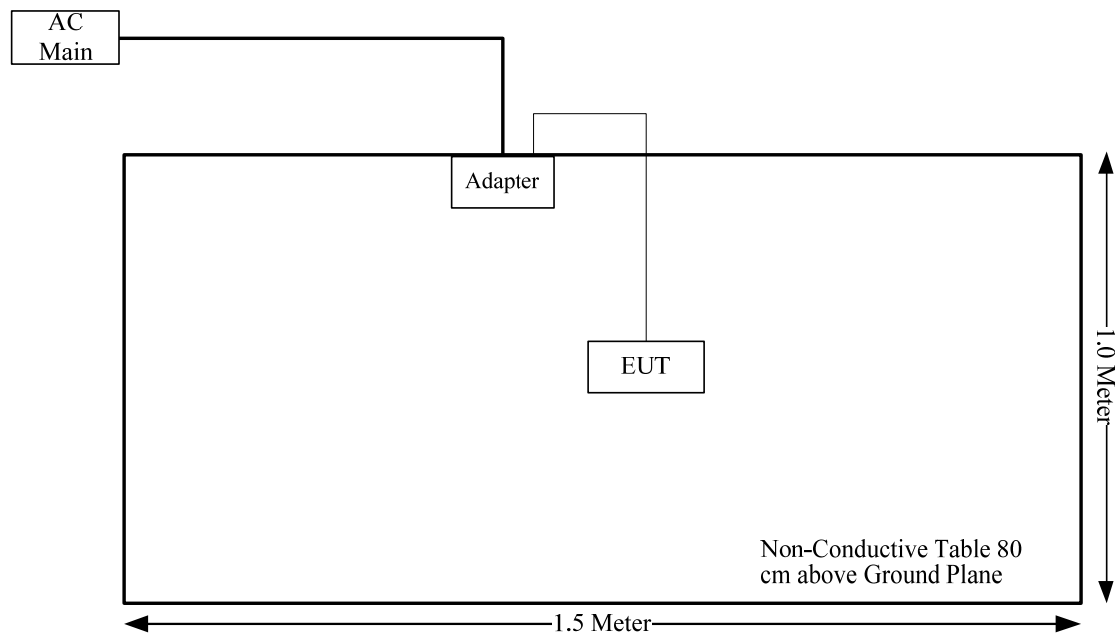 AC
Main
Adapter
EUT
1.0 Meter
Non-Conductive Table 80
cm above Ground Plane
1.5 Meter